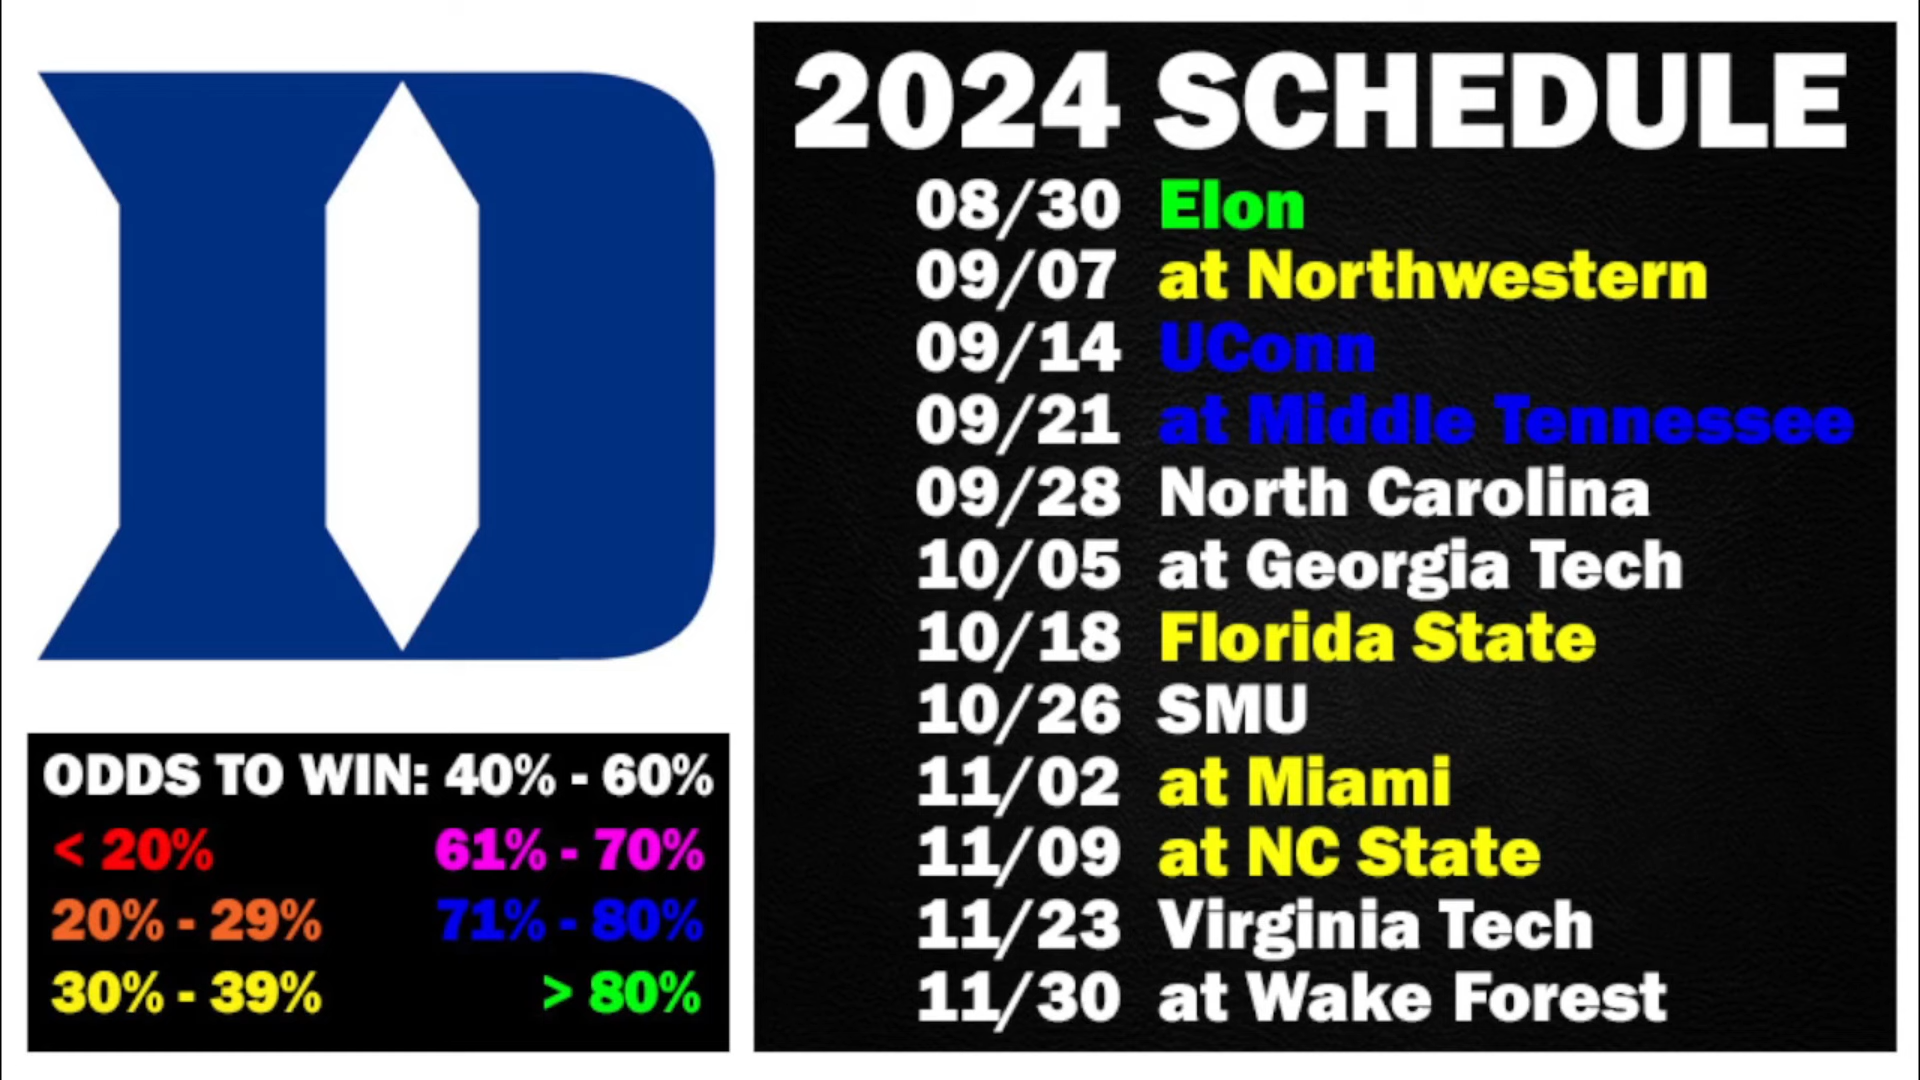 2024 SCHEDULE
08/30 Elon
09/07 at Northwestern
09/14 UConn
09/21 at Middle Tennessee
09/28 North Carolina
10/05 at Georgia Tech
10/18 Florida State
10/26 SMU
11/02 at Miami
11/09 at NC State
11/23 Virginia Tech
11/30 at Wake Forest
D
ODDS TO WIN: 40% - 60%
< 20% 61% - 70%
20% - 29% 71% - 80%
30% - 39% > 80%